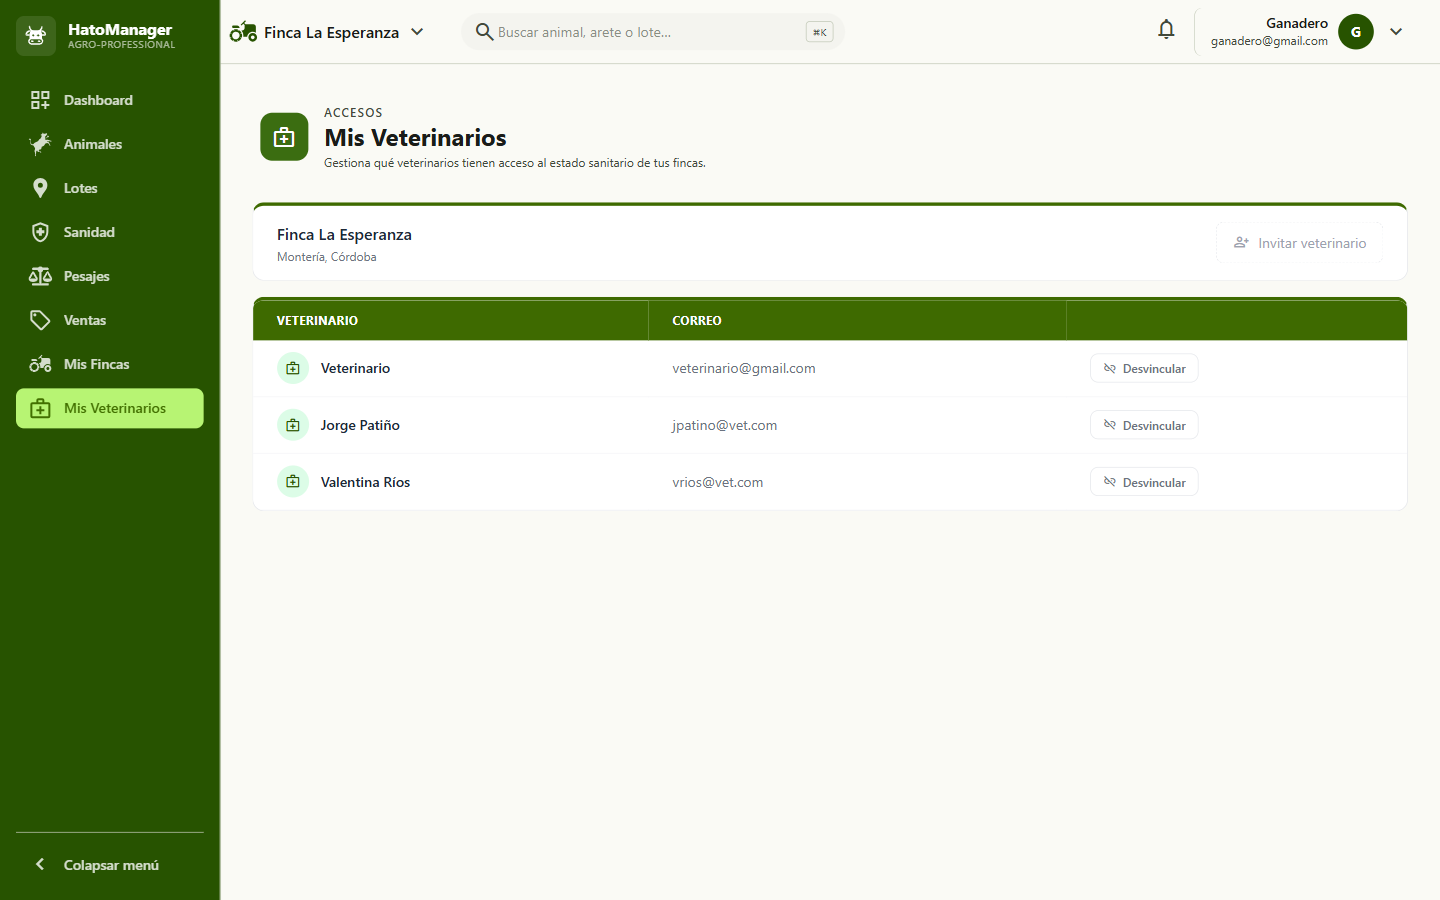 HatoManager
AGRO-PROFESSIONAL
Dashboard
Animales
Lotes
Sanidad
Pesajes
Ventas
Mis Fincas
Mis Veterinarios
Colapsar menú
Finca La Esperanza
Buscar animal, arete o lote...
⌘K
Ganadero
ganadero@gmail.com
G
ACCESOS
Mis Veterinarios
Gestiona qué veterinarios tienen acceso al estado sanitario de tus fincas.
Finca La Esperanza
Montería, Córdoba
Invitar veterinario
VETERINARIO CORREO
Veterinario veterinario@gmail.com Desvincular
Jorge Patiño jpatino@vet.com Desvincular
Valentina Ríos vrios@vet.com Desvincular